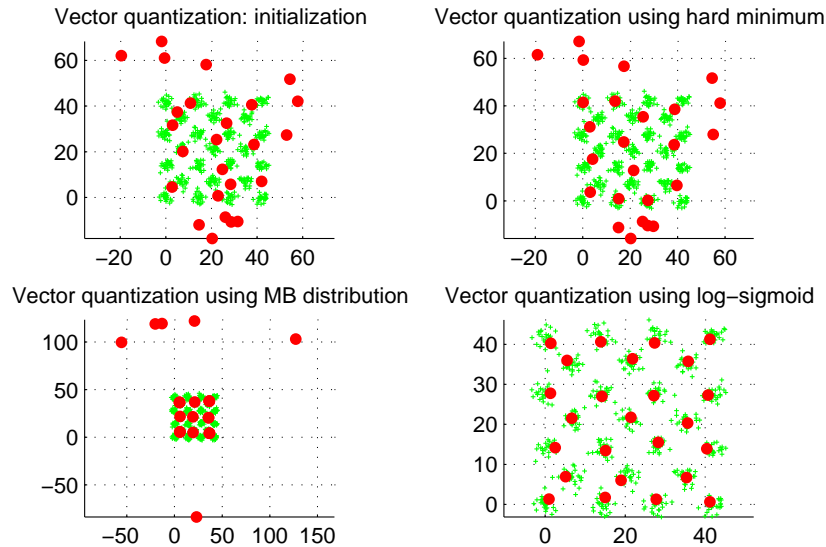 Vector quantization: initialization
60
40
20
0
−20 0 20 40 60
Vector quantization using hard minimum
60
40
20
0
−20 0 20 40 60
Vector quantization using MB distribution
100
50
0
−50
−50 0 50 100 150
Vector quantization using log−sigmoid
40
30
20
10
0
0 20 40